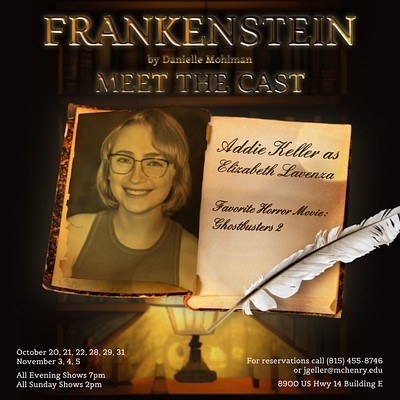 FRANKENSTEIN
by Danielle Mohlman
MEET THE CAST
Addie Keller as
Elizabeth Lavenza
Favorite Horror Movie:
Ghostbusters 2
October 20, 21, 22, 28, 29, 31
November 3, 4, 5
All Evening Shows 7pm
All Sunday Shows 2pm
For reservations call (815) 455-8746
or jgeller@mchenry.edu
8900 US Hwy 14 Building E